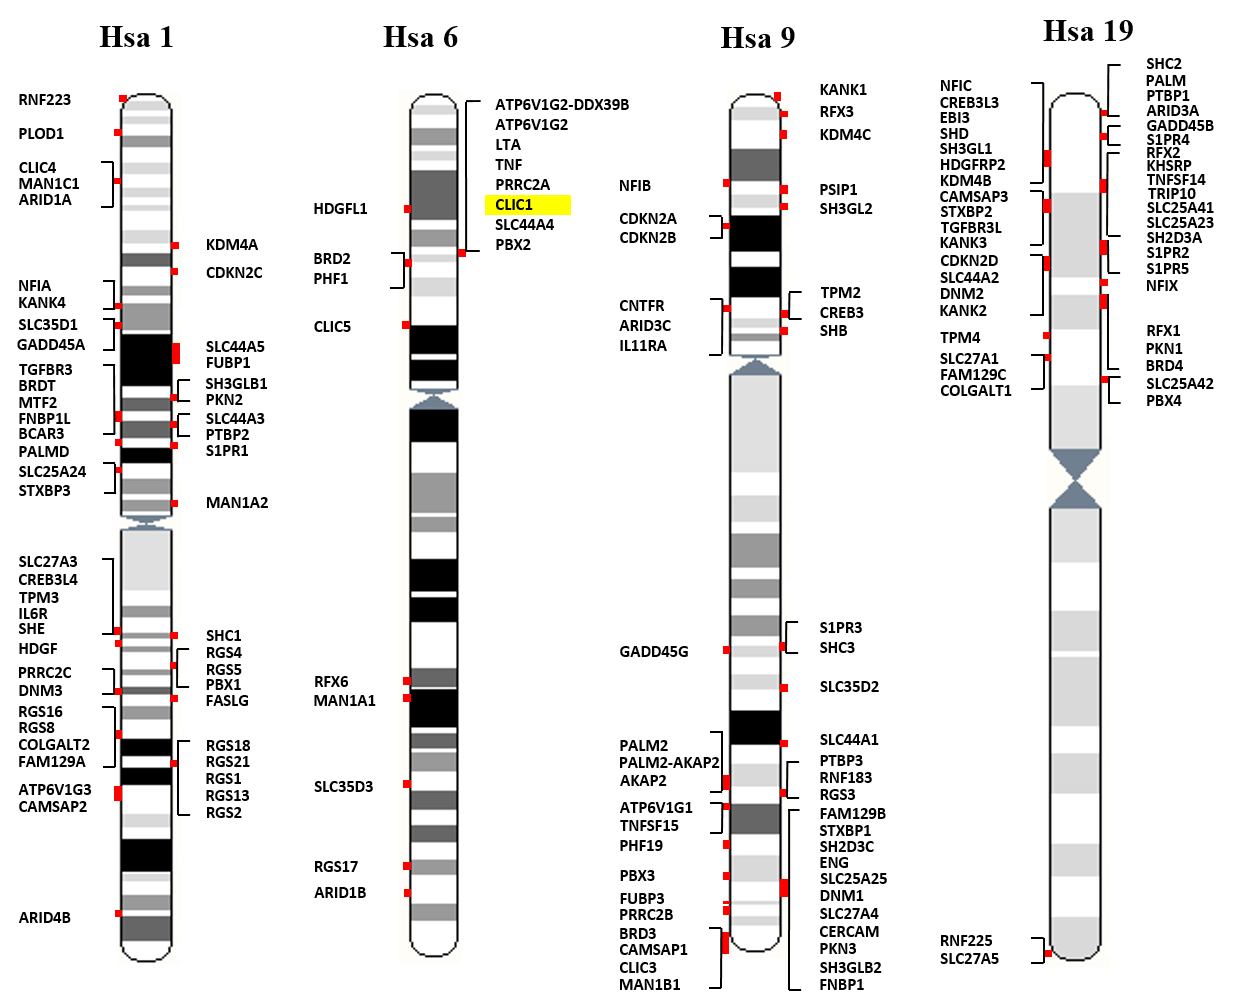 Hsa 1
RNF223
PLOD1
CLIC4
MAN1C1
ARID1A
NFIA
KANK4
SLC35D1
GADD45A
TGFBR3
BRDT
MTF2
FNBP1L
BCAR3
PALMD
SLC25A24
STXBP3
SLC27A3
CREB3L4
TPM3
IL6R
SHE
HDGF
PRRC2C
DNM3
RGS16
RGS8
COLGALT2
FAM129A
ATP6V1G3
CAMSAP2
ARID4B
KDM4A
CDKN2C
SLC44A5
FUBP1
SH3GLB1
PKN2
SLC44A3
PTBP2
S1PR1
MAN1A2
SHC1
RGS4
RGS5
PBX1
FASLG
RGS18
RGS21
RGS1
RGS13
RGS2
Hsa 6
HDGFL1
BRD2
PHF1
CLIC5
RFX6
MAN1A1
SLC35D3
RGS17
ARID1B
ATP6V1G2-DDX39B
ATP6V1G2
LTA
TNF
PRRC2A
CLIC1
SLC44A4
PBX2
Hsa 9
NFIB
CDKN2A
CDKN2B
CNTFR
ARID3C
IL11RA
GADD45G
PALM2
PALM2-AKAP2
AKAP2
ATP6V1G1
TNFSF15
PHF19
PBX3
FUBP3
PRRC2B
BRD3
CAMSAP1
CLIC3
MAN1B1
KANK1
RFX3
KDM4C
PSIP1
SH3GL2
TPM2
CREB3
SHB
S1PR3
SHC3
SLC35D2
SLC44A1
PTBP3
RNF183
RGS3
FAM129B
STXBP1
SH2D3C
ENG
SLC25A25
DNM1
SLC27A4
CERCAM
PKN3
SH3GLB2
FNBP1
Hsa 19
NFIC
CREB3L3
EBI3
SHD
SH3GL1
HDGFRP2
KDM4B
CAMSAP3
STXBP2
TGFBR3L
KANK3
CDKN2D
SLC44A2
DNM2
KANK2
TPM4
SLC27A1
FAM129C
COLGALT1
RNF225
SLC27A5
SHC2
PALM
PTBP1
ARID3A
GADD45B
S1PR4
RFX2
KHSRP
TNFSF14
TRIP10
SLC25A41
SLC25A23
SH2D3A
S1PR2
S1PR5
NFIX
RFX1
PKN1
BRD4
SLC25A42
PBX4